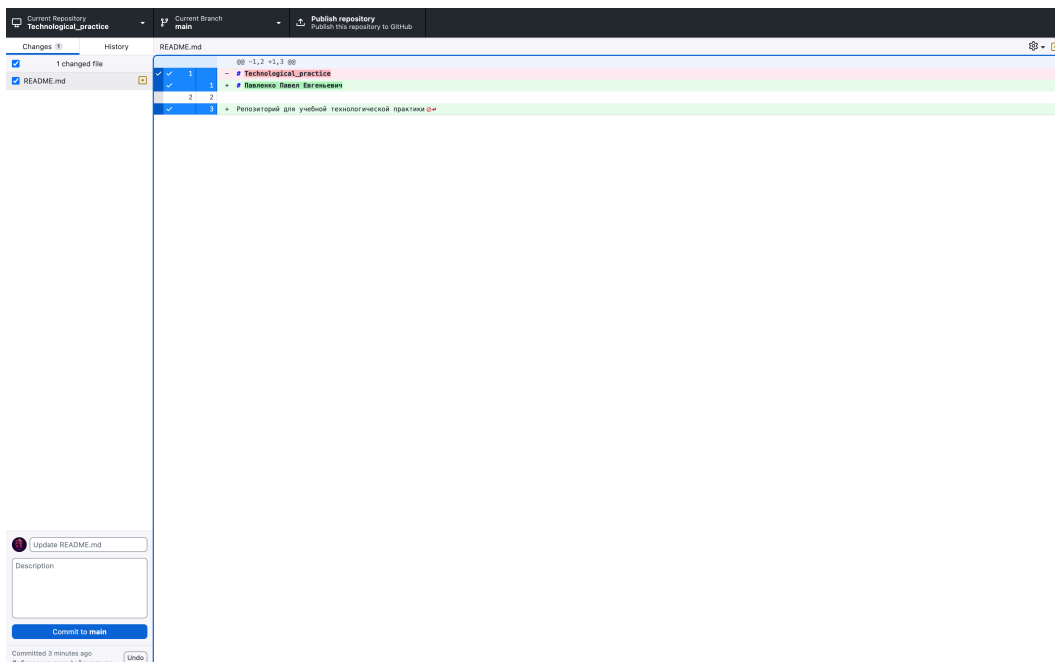 Current Repository
Technological_practice
Current Branch
main
Publish repository
Publish this repository to GitHub
Changes 1
History
README.md
1 changed file
README.md
@@ -1,2 +1,3 @@
1 - # Technological_practice
1 + # Павленко Павел Евгеньевич
2 2
3 + Репозиторий для учебной технологической практики
Update README.md
Description
Commit to main
Committed 3 minutes ago
Undo